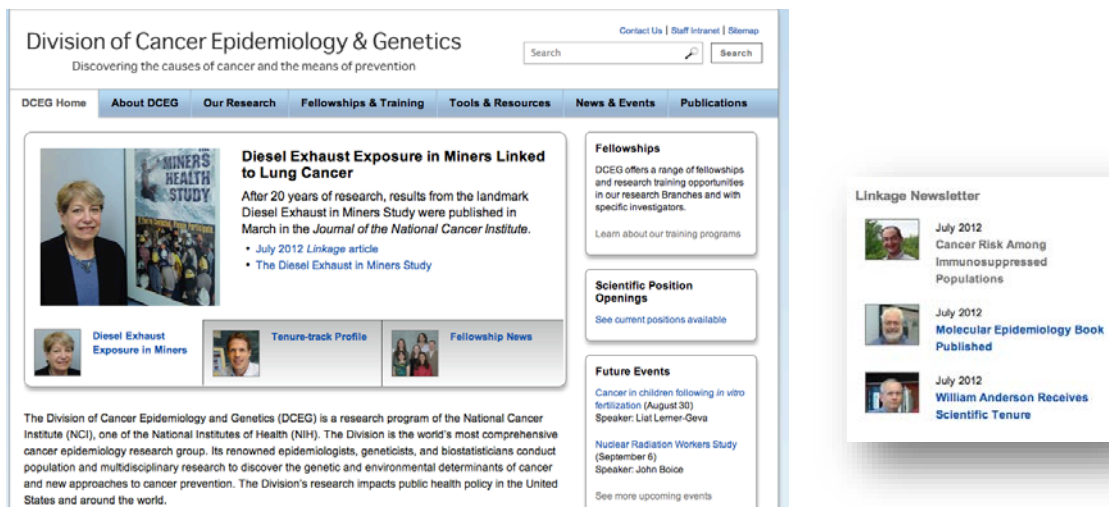 Division of Cancer Epidemiology & Genetics
Discovering the causes of cancer and the means of prevention
Contact Us | Staff Intranet | Sitemap
Search
Search
DCEG Home
About DCEG
Our Research
Fellowships & Training
Tools & Resources
News & Events
Publications
MINERS
HEALTH
STUDY
Diesel Exhaust Exposure in Miners Linked
to Lung Cancer
After 20 years of research, results from the landmark
Diesel Exhaust in Miners Study were published in
March in the Journal of the National Cancer Institute.
• July 2012 Linkage article
• The Diesel Exhaust in Miners Study
Diesel Exhaust
Exposure in Miners
Tenure-track Profile
Fellowship News
The Division of Cancer Epidemiology and Genetics (DCEG) is a research program of the National Cancer
Institute (NCI), one of the National Institutes of Health (NIH). The Division is the world's most comprehensive
cancer epidemiology research group. Its renowned epidemiologists, geneticists, and biostatisticians conduct
population and multidisciplinary research to discover the genetic and environmental determinants of cancer
and new approaches to cancer prevention. The Division's research impacts public health policy in the United
States and around the world.
Fellowships
DCEG offers a range of fellowships
and research training opportunities
in our research Branches and with
specific investigators.
Learn about our training programs
Scientific Position
Openings
See current positions available
Future Events
Cancer in children following in vitro
fertilization (August 30)
Speaker: Liat Lerner-Geva
Nuclear Radiation Workers Study
(September 6)
Speaker: John Boice
See more upcoming events
Linkage Newsletter
July 2012
Cancer Risk Among
Immunosuppressed
Populations
July 2012
Molecular Epidemiology Book
Published
July 2012
William Anderson Receives
Scientific Tenure